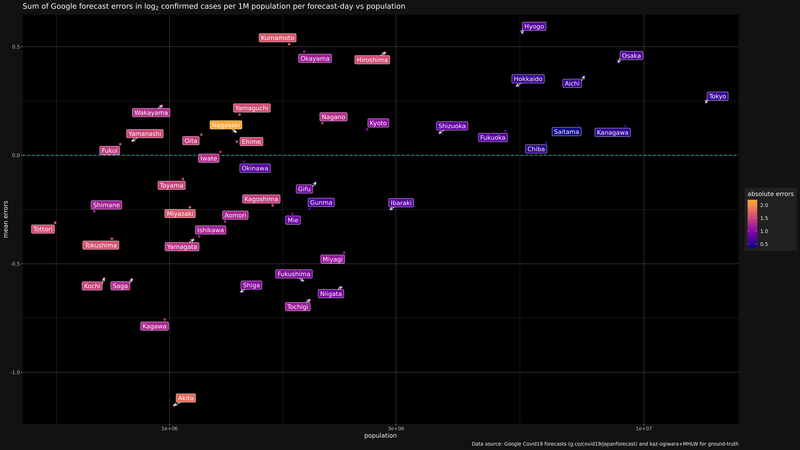 Sum of Google forecast errors in log2 confirmed cases per 1M population per forecast-day vs population
Hyogo
Kumamoto
0.5
Okayama
Hiroshima
Osaka
Hokkaido
Aichi
Tokyo
Wakayama
Yamaguchi
Nagano
Kyoto
Nagasaki
Shizuoka
Yamanashi
Oita
Ehime
Fukuoka
Saitama
Kanagawa
Fukui
Chiba
0.0
Iwate
Okinawa
Toyama
Gifu
Shimane
Kagoshima
Gunma
Ibaraki
Miyazaki
Aomori
Mie
Tottori
Ishikawa
Tokushima
Yamagata
Miyagi
-0.5
Fukushima
Kochi
Saga
Shiga
Niigata
Tochigi
Kagawa
-1.0
Akita
mean errors
absolute errors
2.0
1.5
1.0
0.5
1e+06
3e+06
1e+07
population
Data source: Google Covid19 forecasts (g.co/covid19/japanforecast) and kaz-ogiwara+MHLW for ground-truth